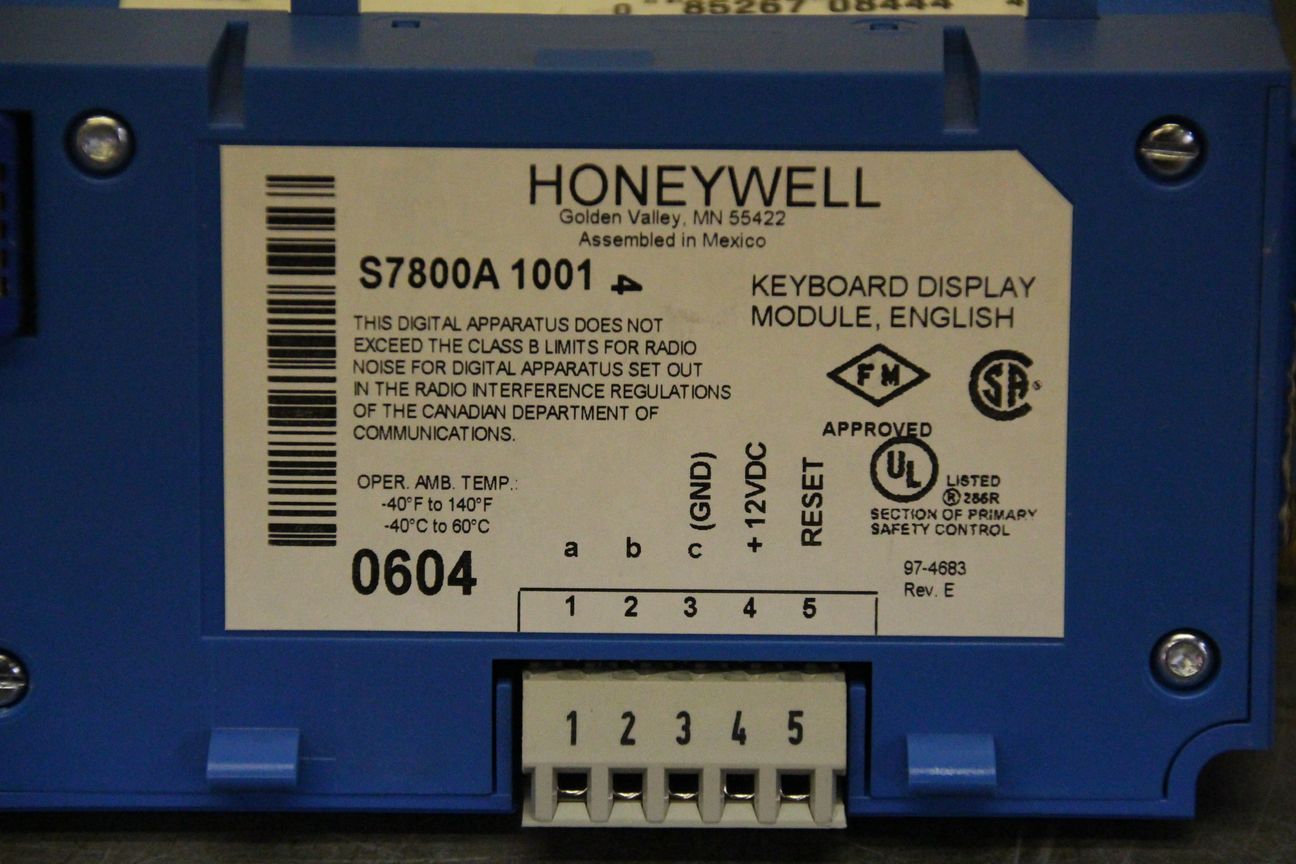 85267 08444 4
HONEYWELL
Golden Valley, MN 55422
Assembled in Mexico
S7800A 1001 4
KEYBOARD DISPLAY
MODULE, ENGLISH
THIS DIGITAL APPARATUS DOES NOT
EXCEED THE CLASS B LIMITS FOR RADIO
NOISE FOR DIGITAL APPARATUS SET OUT
IN THE RADIO INTERFERENCE REGULATIONS
OF THE CANADIAN DEPARTMENT OF
COMMUNICATIONS.
FM
APPROVED
SA ®
UL
LISTED
® 286R
SECTION OF PRIMARY
SAFETY CONTROL
OPER. AMB. TEMP.:
-40°F to 140°F
-40°C to 60°C
0604
a b c (GND) +12VDC RESET
1 2 3 4 5
97-4683
Rev. E
1 2 3 4 5